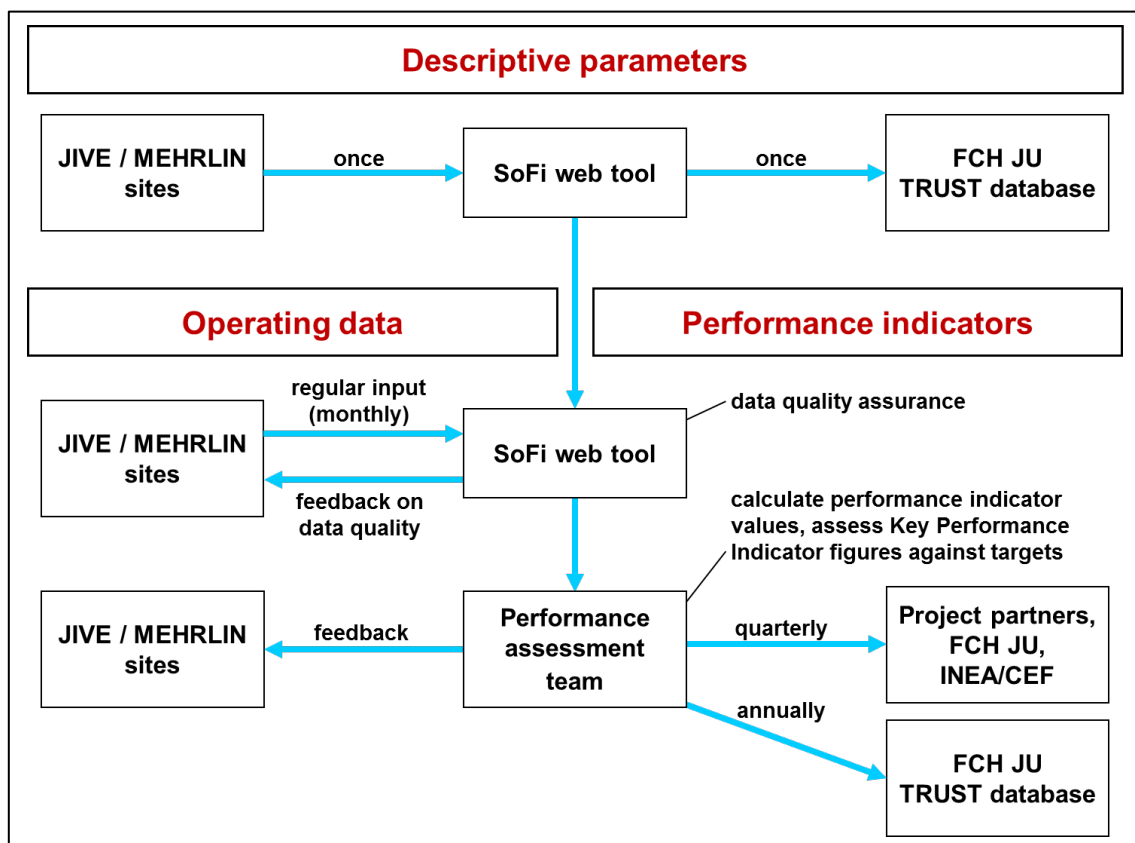 Descriptive parameters
JIVE / MEHRLIN
sites
once
SoFi web tool
once
FCH JU
TRUST database
Operating data
Performance indicators
regular input
(monthly)
JIVE / MEHRLIN
sites
feedback on
data quality
SoFi web tool
data quality assurance
calculate performance indicator
values, assess Key Performance
Indicator figures against targets
JIVE / MEHRLIN
sites
feedback
Performance
assessment
team
quarterly
Project partners,
FCH JU,
INEA/CEF
annually
FCH JU
TRUST database